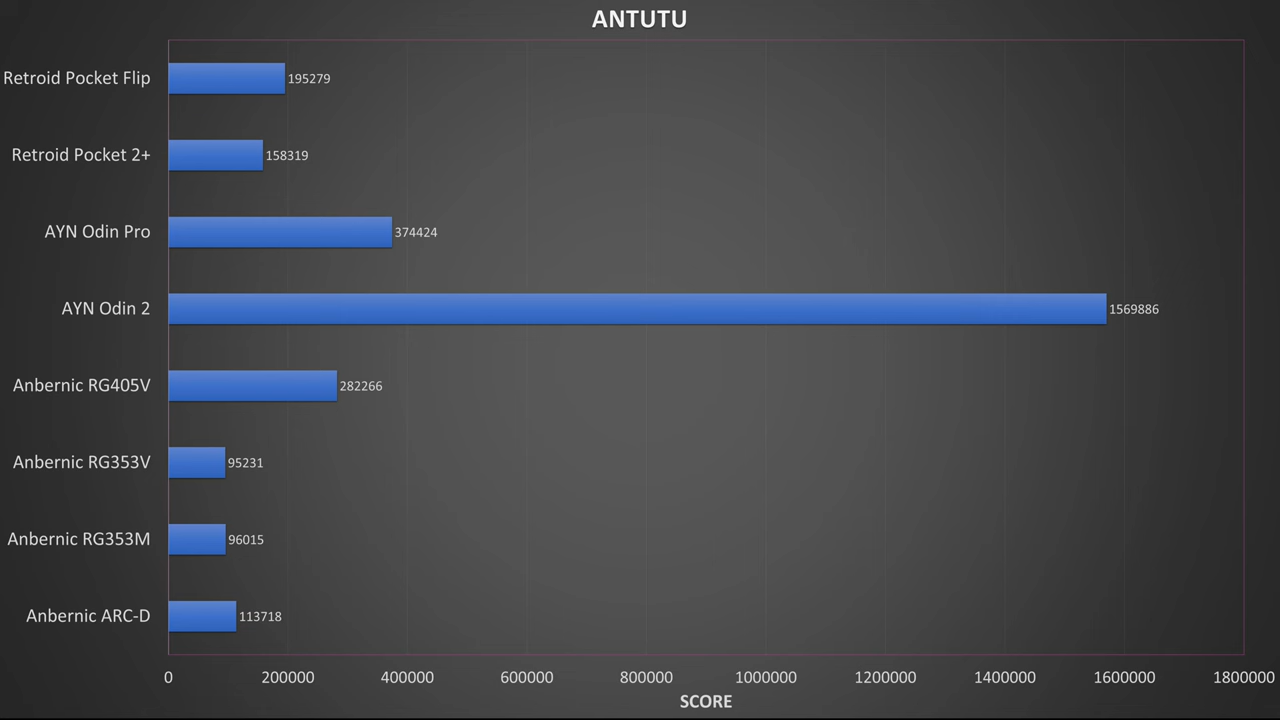 ANTUTU
Retroid Pocket Flip 195279
Retroid Pocket 2+ 158319
AYN Odin Pro 374424
AYN Odin 2 1569886
Anbernic RG405V 282266
Anbernic RG353V 95231
Anbernic RG353M 96015
Anbernic ARC-D 113718
0 200000 400000 600000 800000 1000000 1200000 1400000 1600000 1800000
SCORE